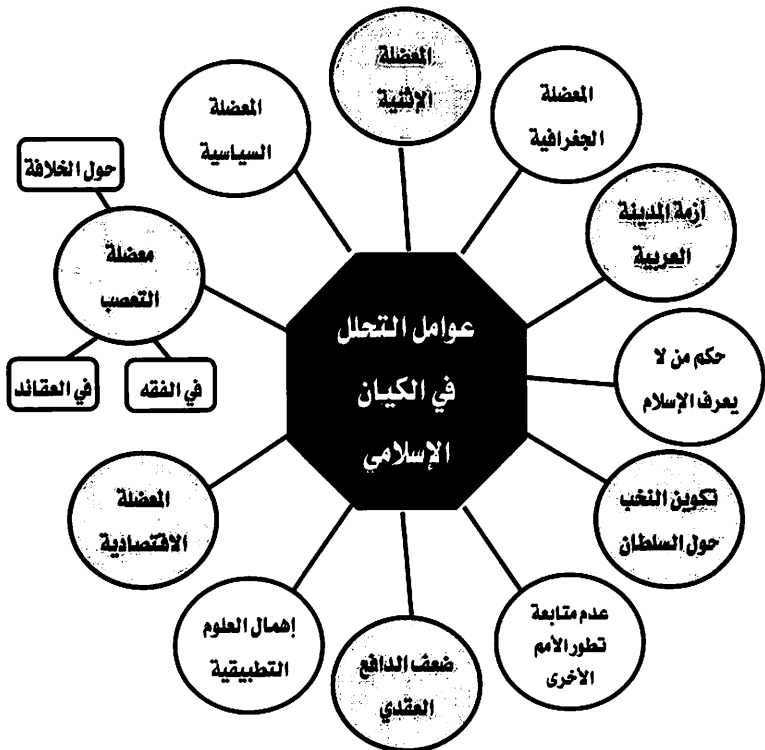 عوامل التحلل
في الكيان
الإسلامي
المعضلة
الإثنية
المعضلة
الجغرافية
أزمة المدينة
العربية
حكم من لا
يعرف الإسلام
تكوين النخب
حول السلطان
عدم متابعة
تطور الأمم
الأخرى
ضعف الدافع
العقدي
إهمال العلوم
التطبيقية
المعضلة
الاقتصادية
معضلة
التعصب
حول الخلافة
في الفقه
في العقائد
المعضلة
السياسية